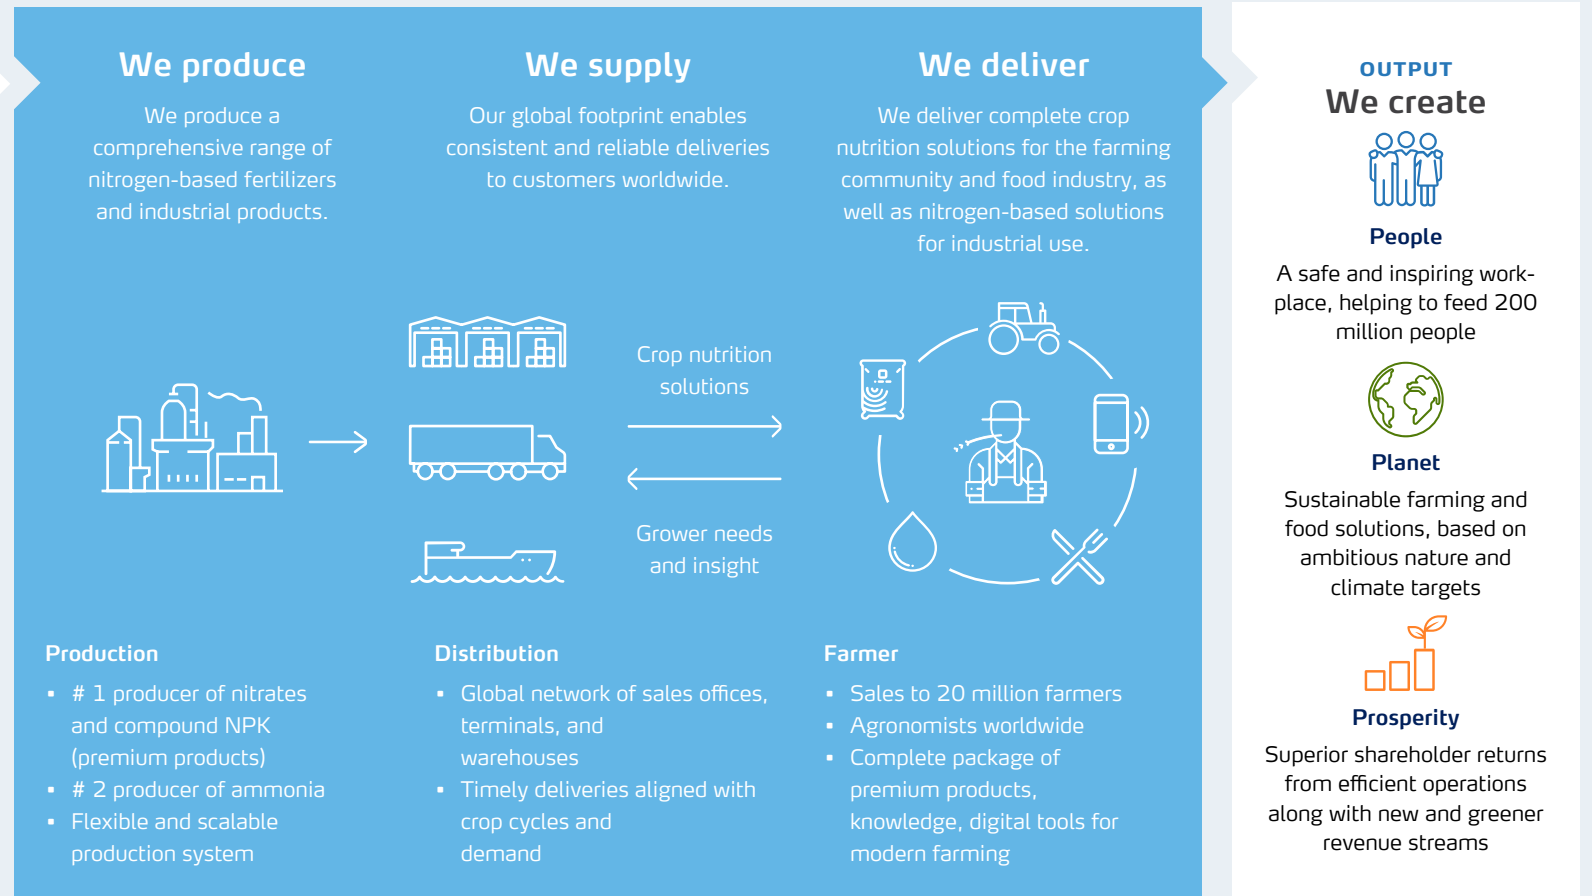 We produce
We produce a
comprehensive range of
nitrogen-based fertilizers
and industrial products.
We supply
Our global footprint enables
consistent and reliable deliveries
to customers worldwide.
We deliver
We deliver complete crop
nutrition solutions for the farming
community and food industry, as
well as nitrogen-based solutions
for industrial use.
Crop nutrition
solutions
Grower needs
and insight
Production
▪ # 1 producer of nitrates
and compound NPK
(premium products)
▪ # 2 producer of ammonia
▪ Flexible and scalable
production system
Distribution
▪ Global network of sales offices,
terminals, and
warehouses
▪ Timely deliveries aligned with
crop cycles and
demand
Farmer
▪ Sales to 20 million farmers
▪ Agronomists worldwide
▪ Complete package of
premium products,
knowledge, digital tools for
modern farming
OUTPUT
We create
People
A safe and inspiring work-
place, helping to feed 200
million people
Planet
Sustainable farming and
food solutions, based on
ambitious nature and
climate targets
Prosperity
Superior shareholder returns
from efficient operations
along with new and greener
revenue streams